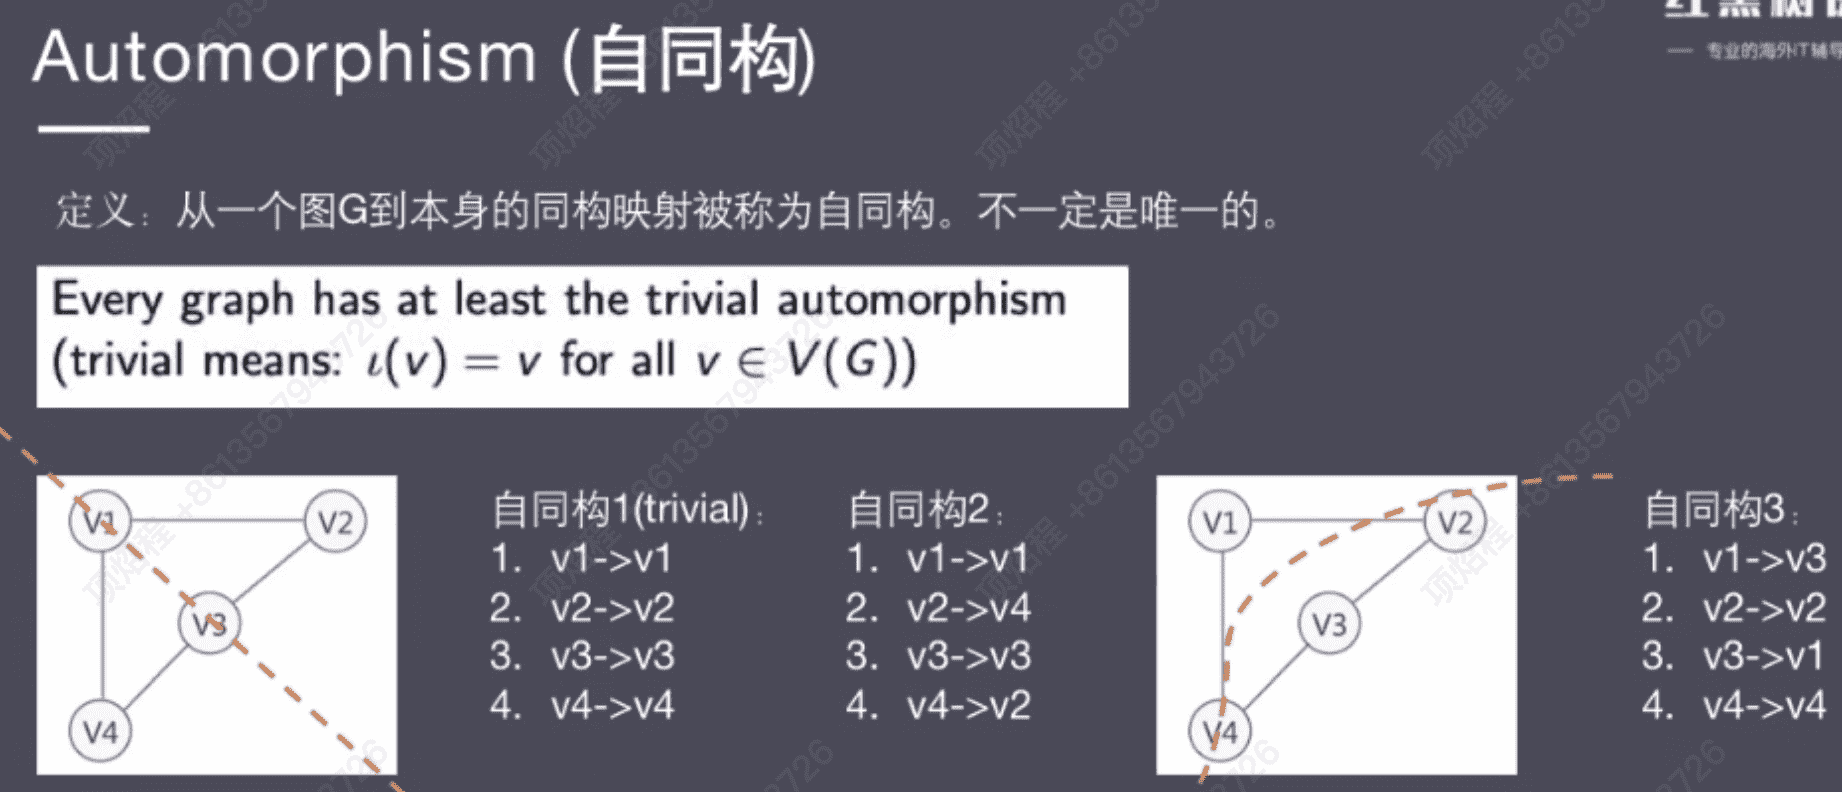 Automorphism (自同构)
专业的海外IT辅导
定义：从一个图G到本身的同构映射被称为自同构。不一定是唯一的。
Every graph has at least the trivial automorphism
(trivial means: ι(v) = v for all v ∈ V(G))
V1
V2
V3
V4
自同构1(trivial)：
1. v1->v1
2. v2->v2
3. v3->v3
4. v4->v4
自同构2：
1. v1->v1
2. v2->v4
3. v3->v3
4. v4->v2
V1
V2
V3
V4
自同构3：
1. v1->v3
2. v2->v2
3. v3->v1
4. v4->v4
项焰程 +8613567943726